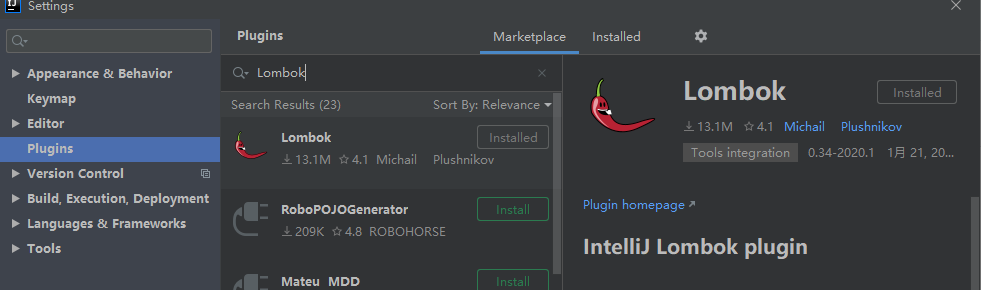 IJ Settings
Plugins
Marketplace
Installed
Appearance & Behavior
Keymap
Editor
Plugins
Version Control
Build, Execution, Deployment
Languages & Frameworks
Tools
Lombok
Search Results (23)
Sort By: Relevance
Lombok
Installed
13.1M 4.1 Michail Plushnikov
RoboPOJOGenerator
Install
209K 4.8 ROBOHORSE
Mateu_MDD
Install
Lombok
Installed
13.1M 4.1 Michail Plushnikov
Tools integration 0.34-2020.1 1月 21, 20...
Plugin homepage
IntelliJ Lombok plugin